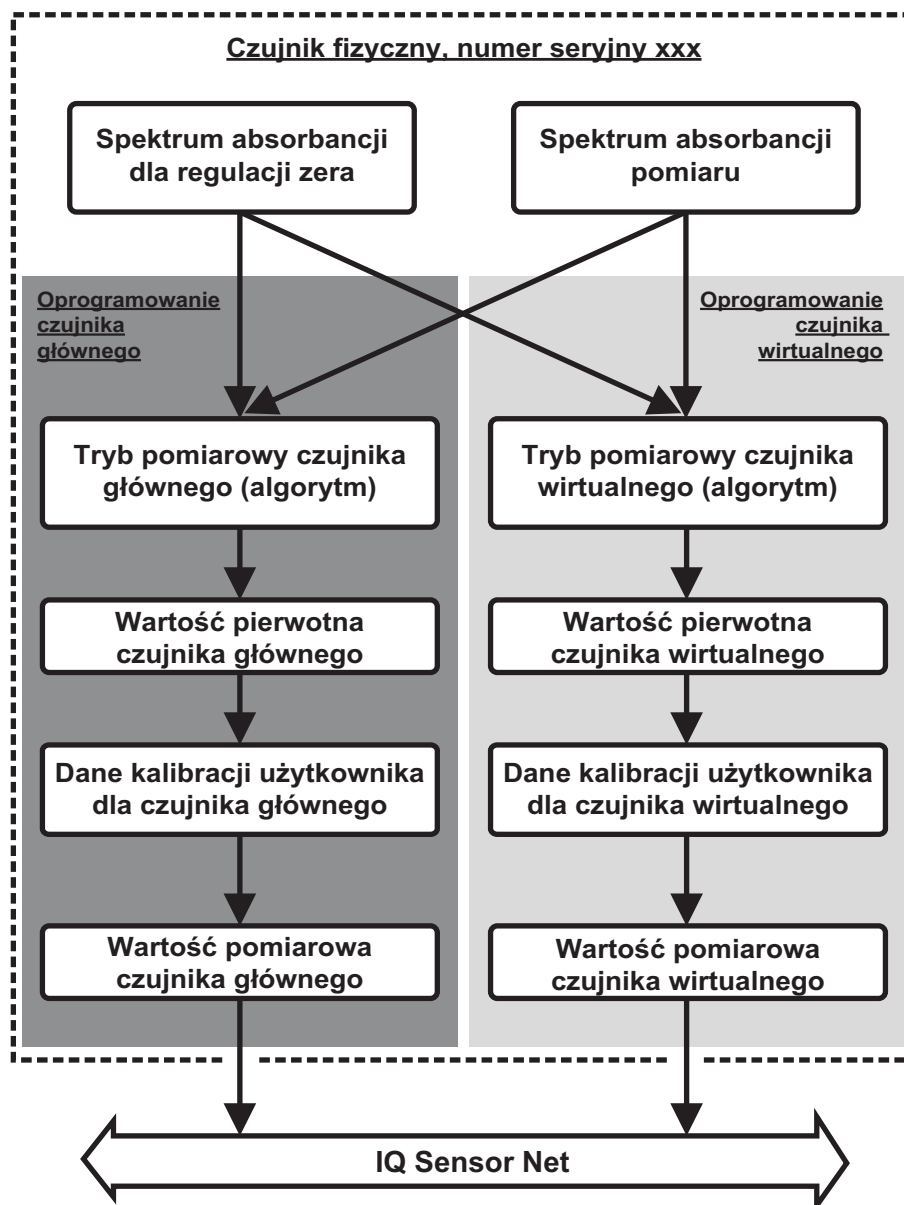 Czujnik fizyczny, numer seryjny xxx
Spektrum absorbancji
dla regulacji zera
Spektrum absorbancji
pomiaru
Oprogramowanie
czujnika
głównego
Oprogramowanie
czujnika
wirtualnego
Tryb pomiarowy czujnika
głównego (algorytm)
Tryb pomiarowy czujnika
wirtualnego (algorytm)
Wartość pierwotna
czujnika głównego
Wartość pierwotna
czujnika wirtualnego
Dane kalibracji użytkownika
dla czujnika głównego
Dane kalibracji użytkownika
dla czujnika wirtualnego
Wartość pomiarowa
czujnika głównego
Wartość pomiarowa
czujnika wirtualnego
IQ Sensor Net